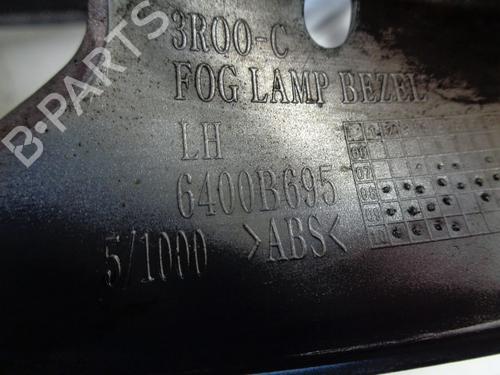 3R00-C
FOG LAMP BEZEL
LH
6400B695
5/1000 >ABS<
B-PARTS